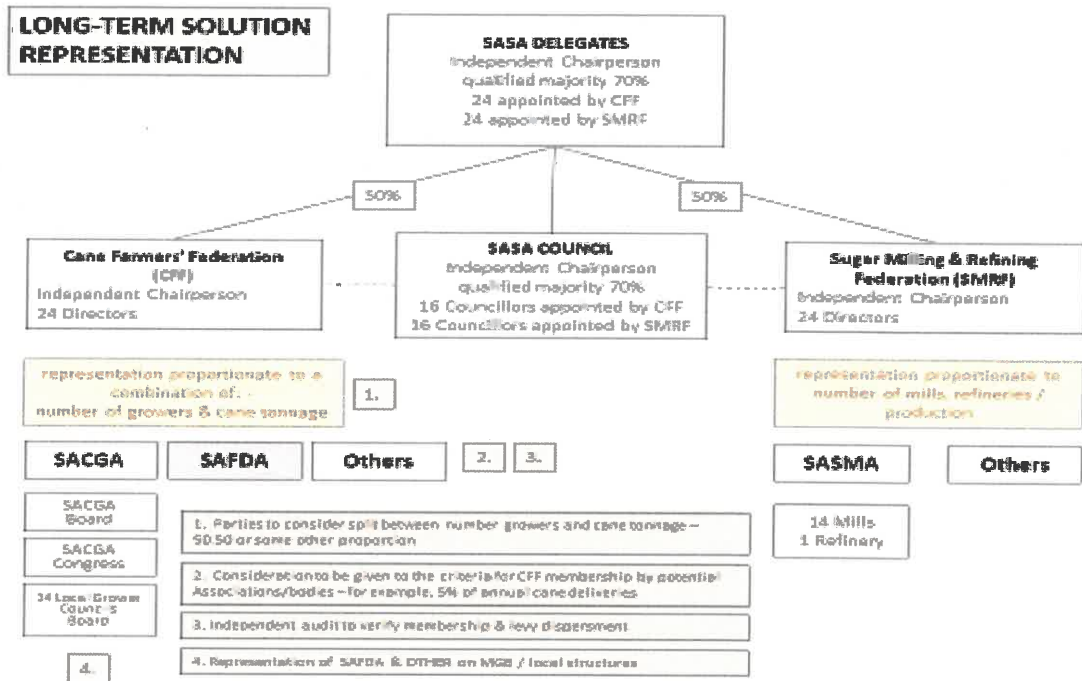 LONG-TERM SOLUTION
REPRESENTATION
SASA DELEGATES
Independent Chairperson
qualified majority 70%
24 appointed by CFF
24 appointed by SMRF
50%
50%
Cane Farmers' Federation
(CFF)
Independent Chairperson
24 Directors
SASA COUNCIL
Independent Chairperson
qualified majority 70%
16 Councillors appointed by CFF
16 Councillors appointed by SMRF
Sugar Milling & Refining
Federation (SMRF)
Independent Chairperson
24 Directors
representation proportionate to a
combination of: -
number of growers & cane tonnage
1.
representation proportionate to
number of mills, refineries /
production
SACGA
SAFDA
Others
2.
3.
SASMA
Others
SACGA
Board
SACGA
Congress
Local Grower
Councils
Board
4.
14 Mills
1 Refinery
1. Parties to consider split between number growers and cane tonnage –
50:50 or some other proportion
2. Consideration to be given to the criteria for CFF membership by potential
Associations/bodies – for example, 5% of annual cane deliveries
3. Independent audit to verify membership & levy dispersment
4. Representation of SAFDA & OTHER on MGB / local structures